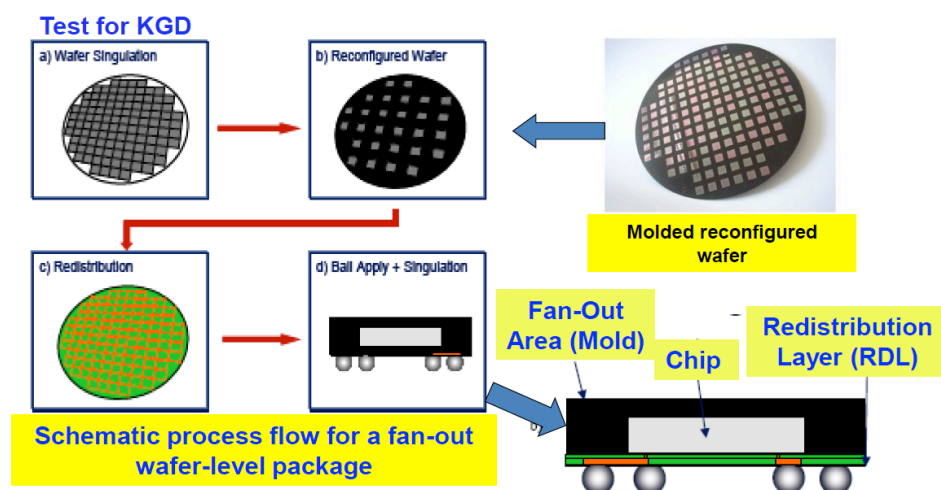 Test for KGD
a) Wafer Singulation
b) Reconfigured Wafer
Molded reconfigured
wafer
c) Redistribution
d) Ball Apply + Singulation
Fan-Out
Area (Mold)
Chip
Redistribution
Layer (RDL)
Schematic process flow for a fan-out
wafer-level package